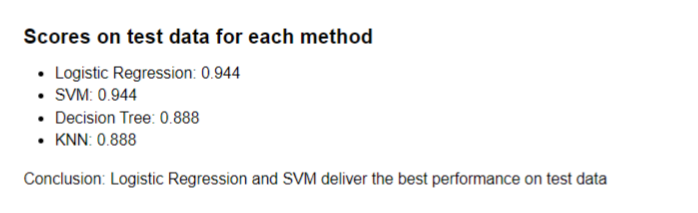 Scores on test data for each method
• Logistic Regression: 0.944
• SVM: 0.944
• Decision Tree: 0.888
• KNN: 0.888
Conclusion: Logistic Regression and SVM deliver the best performance on test data